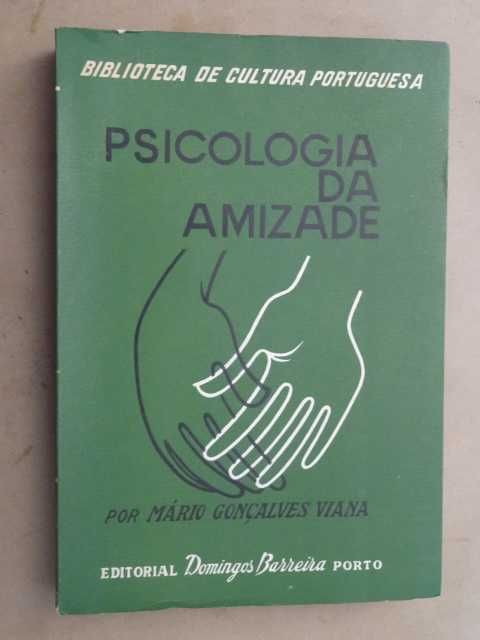 BIBLIOTECA DE CULTURA PORTUGUESA
PSICOLOGIA
DA
AMIZADE
POR MÁRIO GONÇALVES VIANA
EDITORIAL Domingos Barreira PORTO